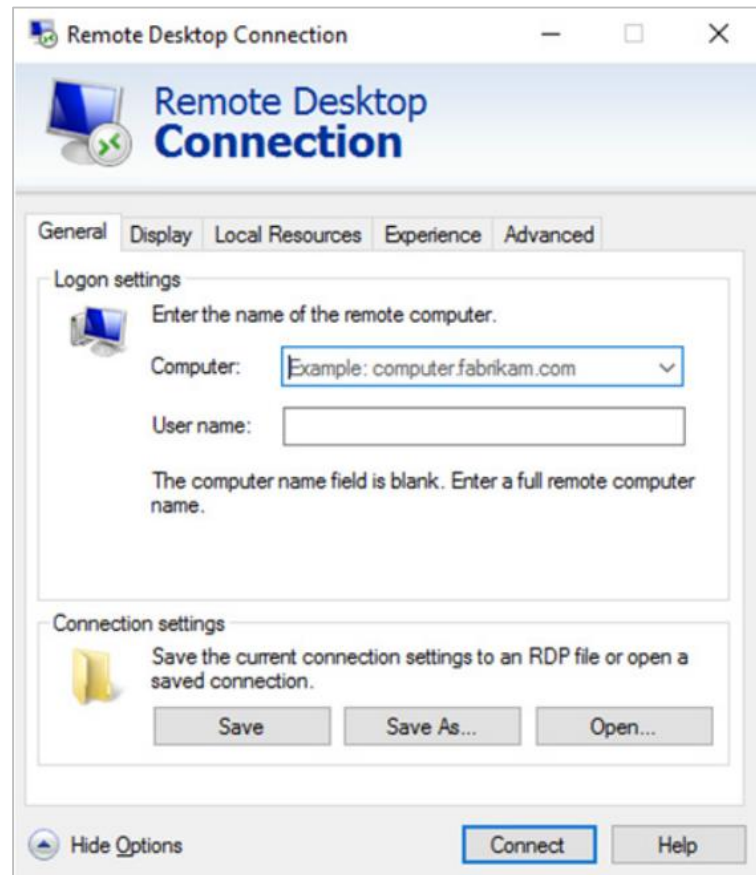 Remote Desktop Connection
Remote Desktop
Connection
General Display Local Resources Experience Advanced
Logon settings
Enter the name of the remote computer.
Computer: Example: computer.fabrikam.com
User name:
The computer name field is blank. Enter a full remote computer
name.
Connection settings
Save the current connection settings to an RDP file or open a
saved connection.
Save Save As... Open...
Hide Options Connect Help